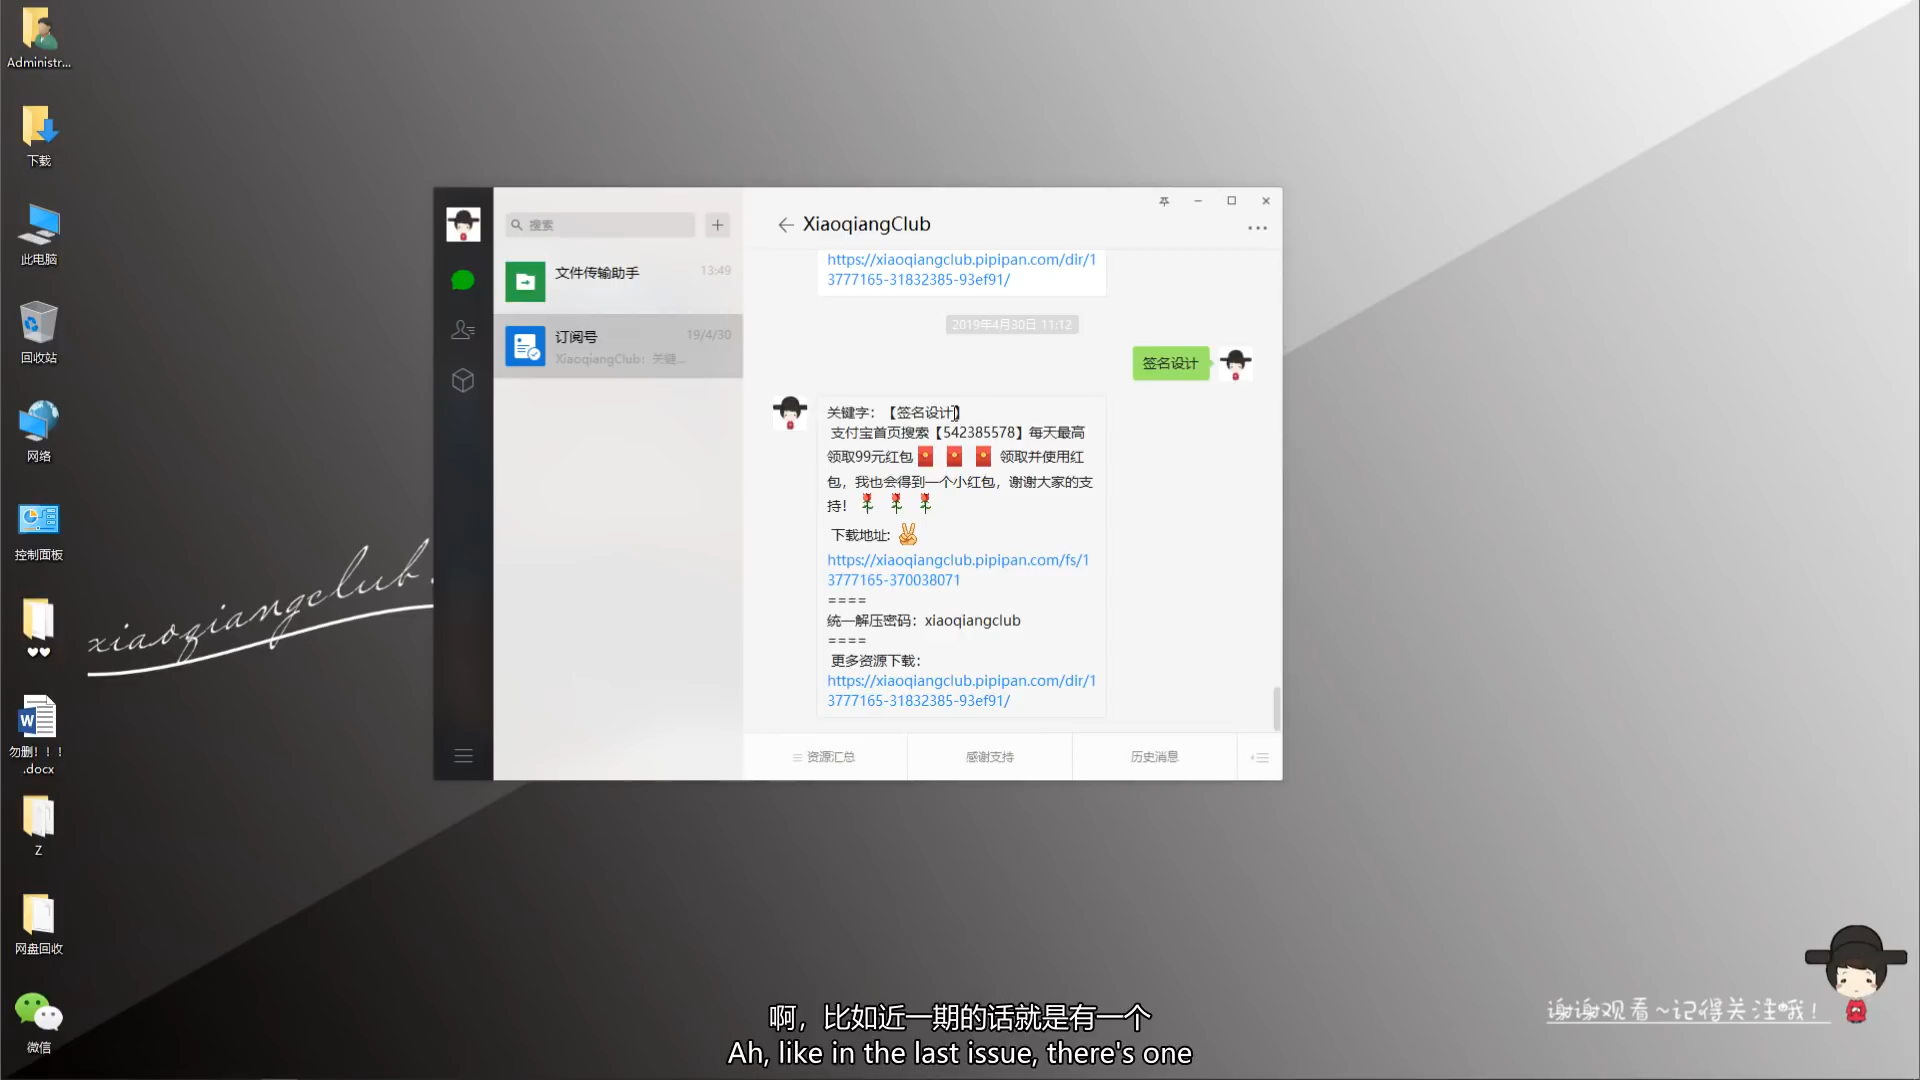 Administr...
下载
此电脑
回收站
网络
控制面板
♥♥
勿删！！！
.docx
Z
网盘回收
微信
xiaoqiangclub.
搜索
文件传输助手
13:49
订阅号
19/4/30
XiaoqiangClub：关键...
XiaoqiangClub
https://xiaoqiangclub.pipipan.com/dir/1
3777165-31832385-93ef91/
2019年4月30日 11:12
签名设计
关键字：【签名设计】
支付宝首页搜索【542385578】每天最高
领取99元红包 领取并使用红
包，我也会得到一个小红包，谢谢大家的支
持！
下载地址:
https://xiaoqiangclub.pipipan.com/fs/1
3777165-370038071
====
统一解压密码：xiaoqiangclub
====
更多资源下载：
https://xiaoqiangclub.pipipan.com/dir/1
3777165-31832385-93ef91/
资源汇总
感谢支持
历史消息
谢谢观看~记得关注哦！
啊，比如近一期的话就是有一个
Ah, like in the last issue, there's one